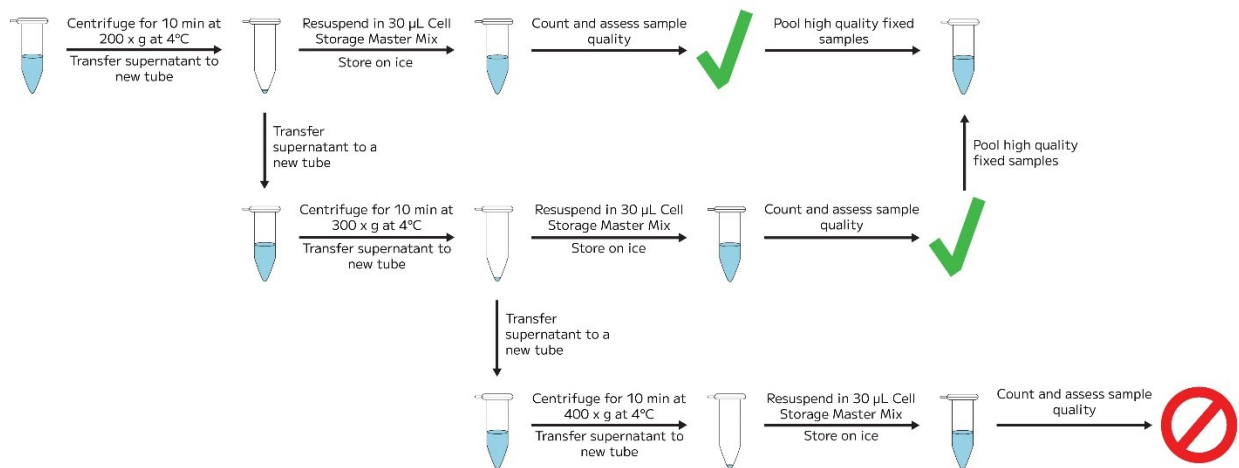 Centrifuge for 10 min at
200 x g at 4°C
Transfer supernatant to
new tube
Resuspend in 30 µL Cell
Storage Master Mix
Store on ice
Count and assess sample
quality
Pool high quality fixed
samples
Transfer
supernatant to a
new tube
Pool high quality
fixed samples
Centrifuge for 10 min at
300 x g at 4°C
Transfer supernatant to
new tube
Resuspend in 30 µL Cell
Storage Master Mix
Store on ice
Count and assess sample
quality
Transfer
supernatant to a
new tube
Centrifuge for 10 min at
400 x g at 4°C
Transfer supernatant to
new tube
Resuspend in 30 µL Cell
Storage Master Mix
Store on ice
Count and assess sample
quality